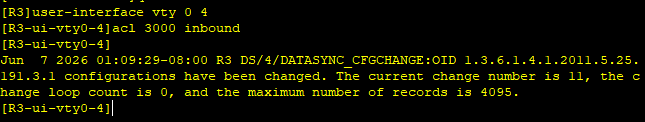 [R3]user-interface vty 0 4
[R3-ui-vty0-4]acl 3000 inbound
[R3-ui-vty0-4]
Jun  7 2026 01:09:29-08:00 R3 DS/4/DATASYNC_CFGCHANGE:OID 1.3.6.1.4.1.2011.5.25.
191.3.1 configurations have been changed. The current change number is 11, the c
hange loop count is 0, and the maximum number of records is 4095.
[R3-ui-vty0-4]